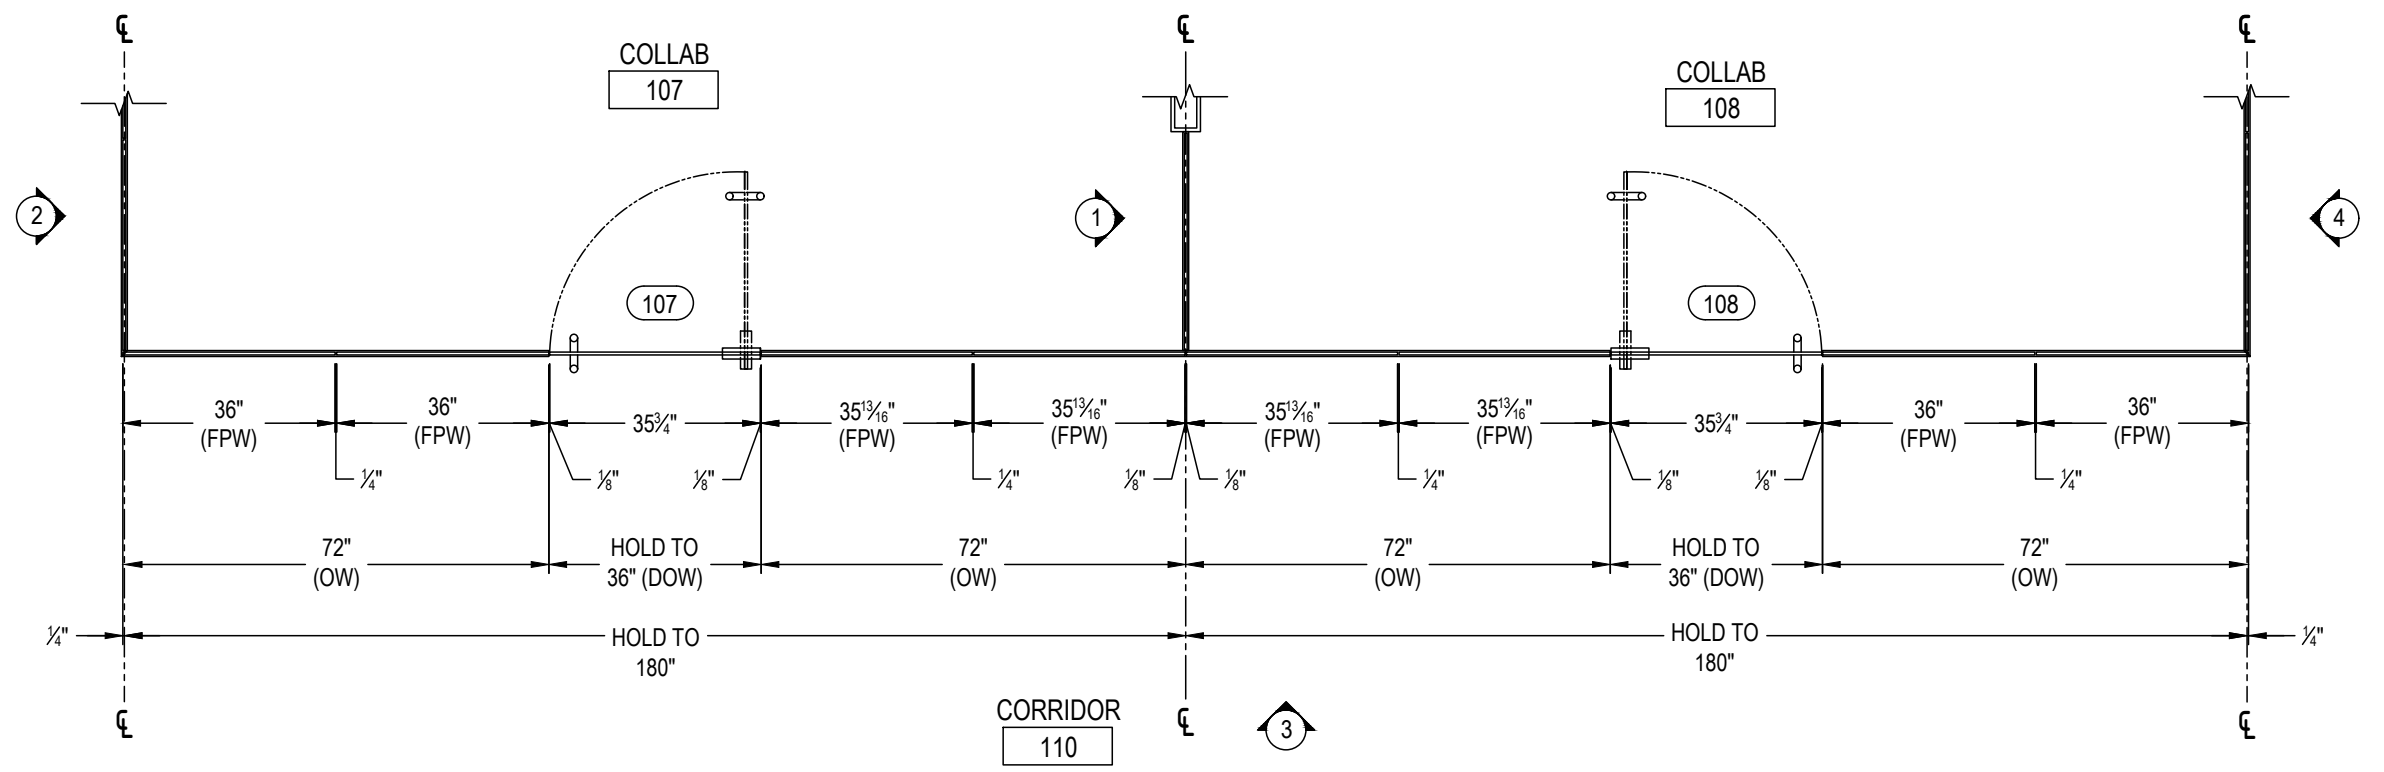 ℄ ℄ ℄
COLLAB
107
COLLAB
108
2
1
4
107
108
36"
(FPW)
36"
(FPW)
35¾"
35¹³⁄₁₆"
(FPW)
35¹³⁄₁₆"
(FPW)
35¹³⁄₁₆"
(FPW)
35¹³⁄₁₆"
(FPW)
35¾"
36"
(FPW)
36"
(FPW)
¼" ⅛" ⅛" ¼" ⅛" ⅛" ¼" ⅛" ⅛" ¼"
72"
(OW)
HOLD TO
36" (DOW)
72"
(OW)
72"
(OW)
HOLD TO
36" (DOW)
72"
(OW)
¼"
HOLD TO
180"
HOLD TO
180"
¼"
CORRIDOR
110
℄ ℄ ℄
3